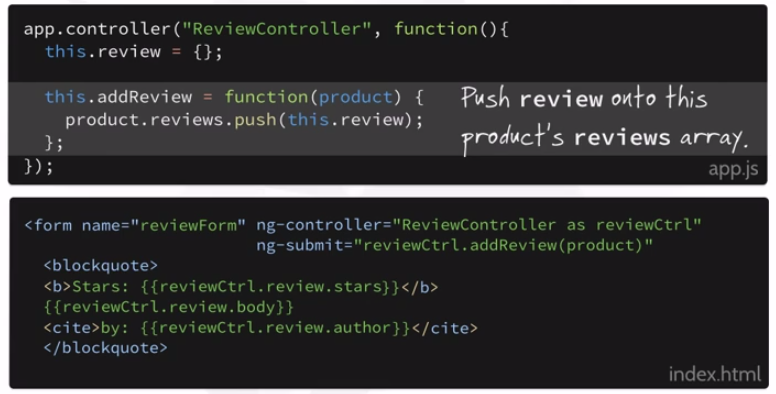 app.controller("ReviewController", function(){
this.review = {};
this.addReview = function(product) {
product.reviews.push(this.review);
};
});
Push review onto this
product's reviews array.
app.js
<form name="reviewForm" ng-controller="ReviewController as reviewCtrl"
ng-submit="reviewCtrl.addReview(product)"
<blockquote>
<b>Stars: {{reviewCtrl.review.stars}}</b>
{{reviewCtrl.review.body}}
<cite>by: {{reviewCtrl.review.author}}</cite>
</blockquote>
index.html